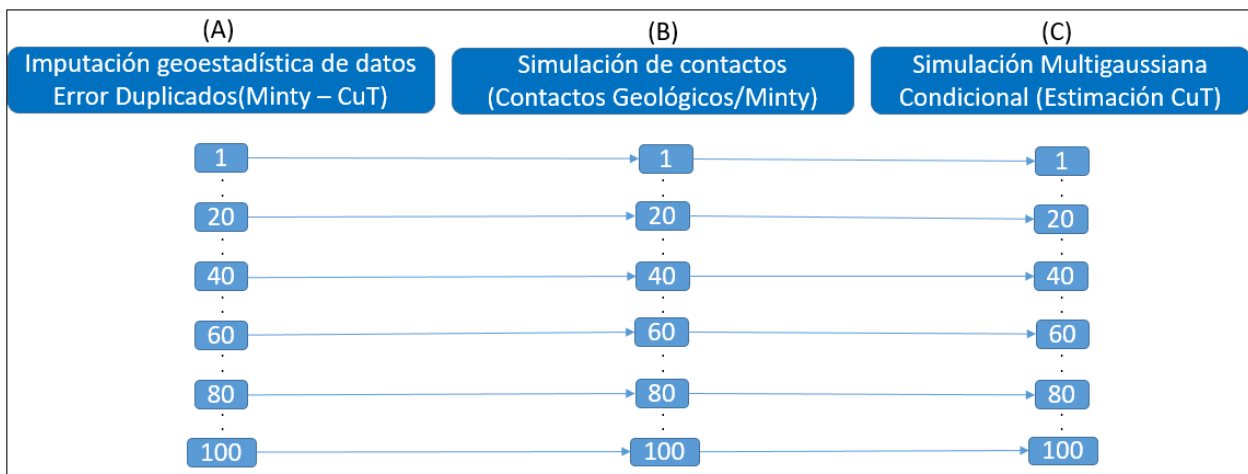 (A)
(B)
(C)
Imputación geoestadística de datos
Error Duplicados(Minty – CuT)
Simulación de contactos
(Contactos Geológicos/Minty)
Simulación Multigaussiana
Condicional (Estimación CuT)
1
1
1
20
20
20
40
40
40
60
60
60
80
80
80
100
100
100